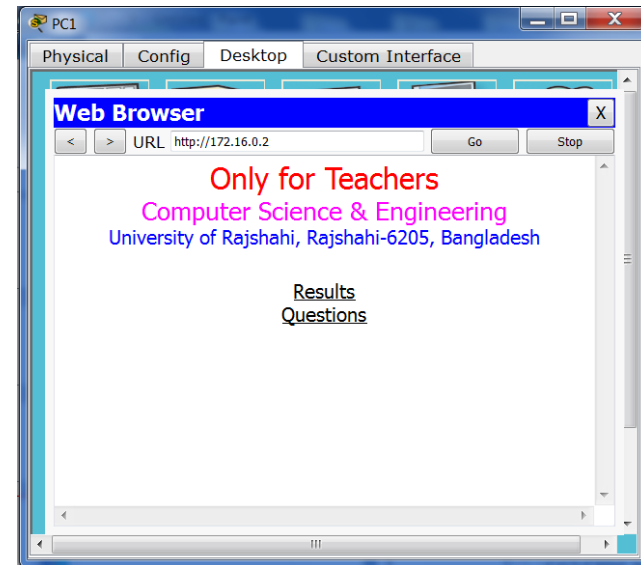 PC1
Physical Config Desktop Custom Interface
Web Browser X
< > URL http://172.16.0.2 Go Stop
Only for Teachers
Computer Science & Engineering
University of Rajshahi, Rajshahi-6205, Bangladesh
Results
Questions